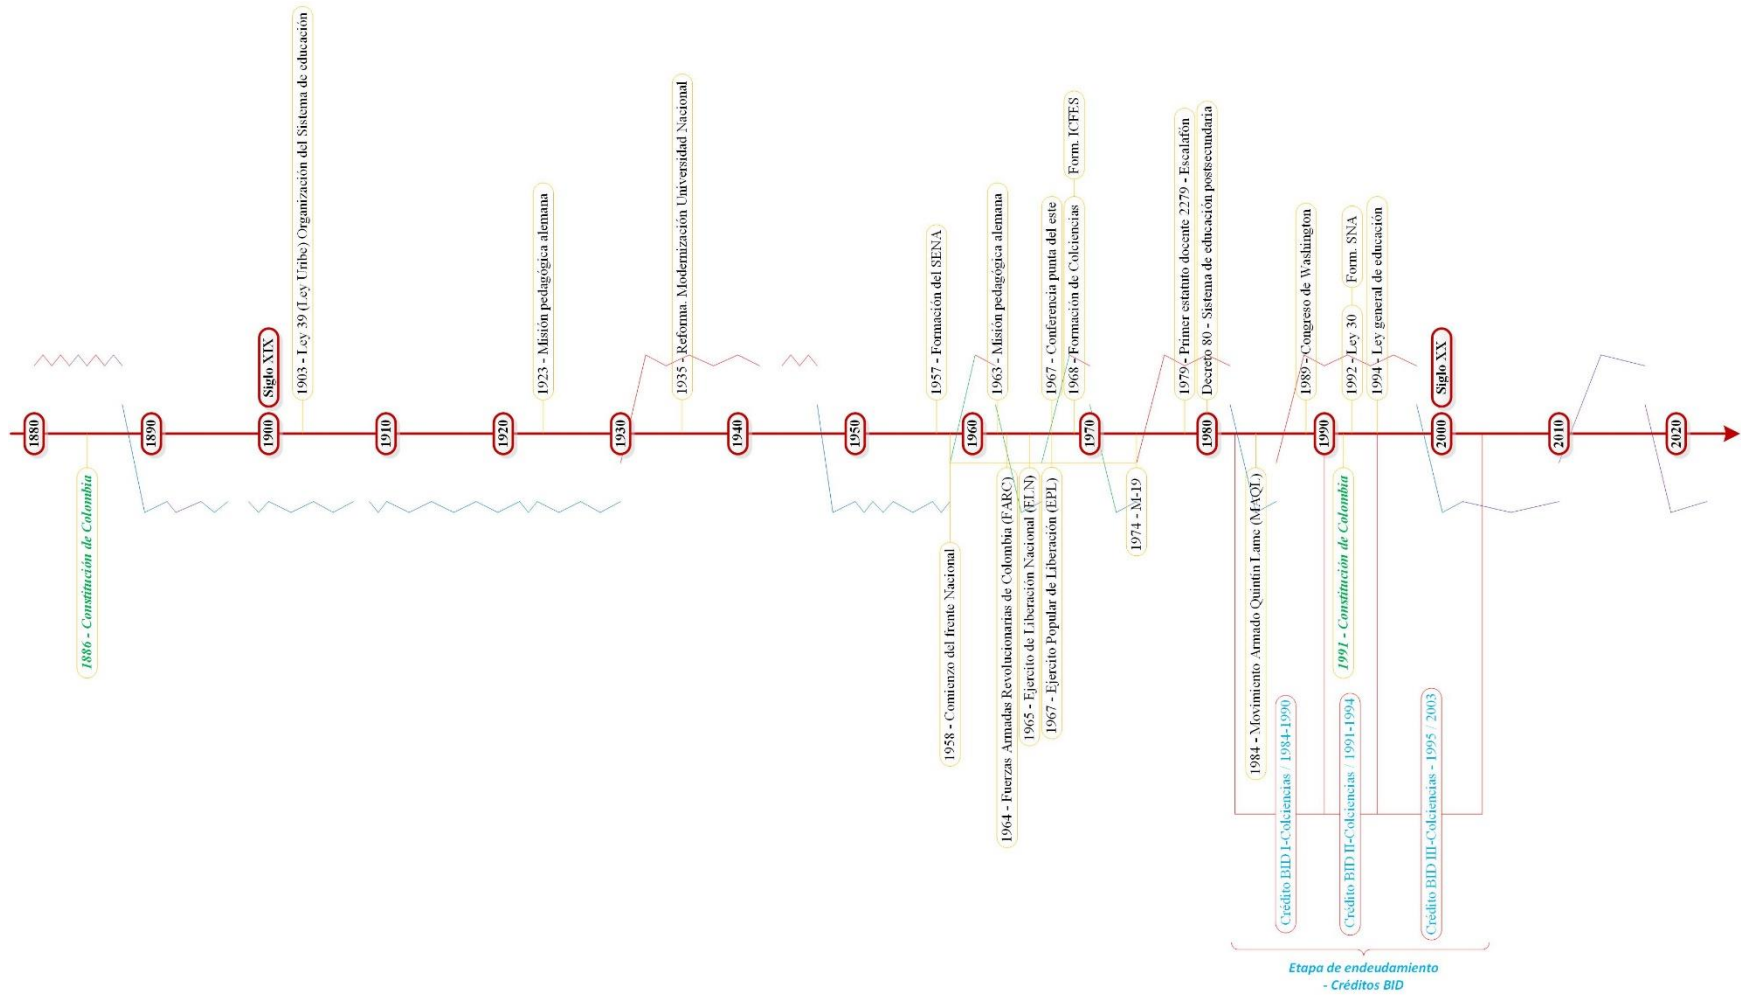 1903 - Ley 39 (Ley Uribe) Organización del Sistema de educación
1923 - Misión pedagógica alemana
1935 - Reforma. Modernización Universidad Nacional
1957 - Formación del SENA
1963 - Misión pedagógica alemana
1967 - Conferencia punta del este
1968 - Formación de Colciencias
Form. ICFES
1979 - Primer estatuto docente 2279 - Escalafón
Decreto 80 - Sistema de educación postsecundaria
1989 - Congreso de Washington
1992 - Ley 30
Form. SNA
1994 - Ley general de educación
Siglo XIX
Siglo XX
1880
1890
1900
1910
1920
1930
1940
1950
1960
1970
1980
1990
2000
2010
2020
1886 - Constitución de Colombia
1958 - Comienzo del frente Nacional
1964 - Fuerzas Armadas Revolucionarias de Colombia (FARC)
1965 - Ejercito de Liberación Nacional (ELN)
1967 - Ejercito Popular de Liberación (EPL)
1974 - M-19
1984 - Movimiento Armado Quintín Lame (MAQL)
1991 - Constitución de Colombia
Crédito BID I-Colciencias / 1984-1990
Crédito BID II-Colciencias / 1991-1994
Crédito BID III-Colciencias - 1995 / 2003
Etapa de endeudamiento
- Créditos BID